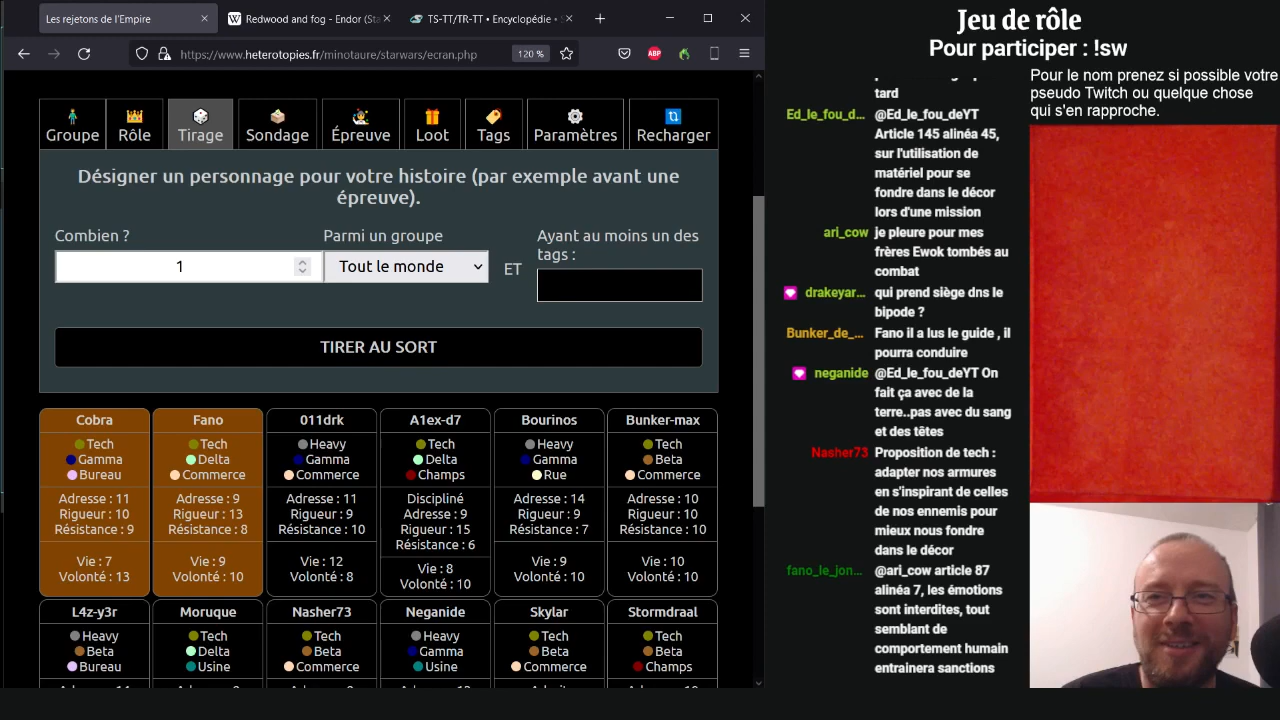 Les rejetons de l'Empire
Redwood and fog - Endor (Sta
TS-TT/TR-TT • Encyclopédie • S
https://www.heterotopies.fr/minotaure/starwars/ecran.php
120 %
ABP
Groupe
Rôle
Tirage
Sondage
Épreuve
Loot
Tags
Paramètres
Recharger
Désigner un personnage pour votre histoire (par exemple avant une
épreuve).
Combien ?
Parmi un groupe
Ayant au moins un des
tags :
1
Tout le monde
ET
TIRER AU SORT
Cobra
Tech
Gamma
Bureau
Adresse : 11
Rigueur : 10
Résistance : 9
Vie : 7
Volonté : 13
Fano
Tech
Delta
Commerce
Adresse : 9
Rigueur : 13
Résistance : 8
Vie : 9
Volonté : 10
011drk
Heavy
Gamma
Commerce
Adresse : 11
Rigueur : 9
Résistance : 10
Vie : 12
Volonté : 8
A1ex-d7
Tech
Delta
Champs
Discipliné
Adresse : 9
Rigueur : 15
Résistance : 6
Vie : 8
Volonté : 10
Bourinos
Heavy
Gamma
Rue
Adresse : 14
Rigueur : 9
Résistance : 7
Vie : 9
Volonté : 10
Bunker-max
Tech
Beta
Commerce
Adresse : 10
Rigueur : 10
Résistance : 10
Vie : 10
Volonté : 10
L4z-y3r
Heavy
Beta
Bureau
Moruque
Tech
Delta
Usine
Nasher73
Tech
Beta
Commerce
Neganide
Heavy
Gamma
Usine
Skylar
Tech
Beta
Commerce
Stormdraal
Tech
Beta
Champs
tard
Ed_le_fou_d... @Ed_le_fou_deYT
Article 145 alinéa 45,
sur l'utilisation de
matériel pour se
fondre dans le décor
lors d'une mission
ari_cow je pleure pour mes
frères Ewok tombés au
combat
drakeyar... qui prend siège dns le
bipode ?
Bunker_de_... Fano il a lus le guide , il
pourra conduire
neganide @Ed_le_fou_deYT On
fait ça avec de la
terre..pas avec du sang
et des têtes
Nasher73 Proposition de tech :
adapter nos armures
en s'inspirant de celles
de nos ennemis pour
mieux nous fondre
dans le décor
fano_le_jon... @ari_cow article 87
alinéa 7, les émotions
sont interdites, tout
semblant de
comportement humain
entrainera sanctions
Jeu de rôle
Pour participer : !sw
Pour le nom prenez si possible votre
pseudo Twitch ou quelque chose
qui s'en rapproche.